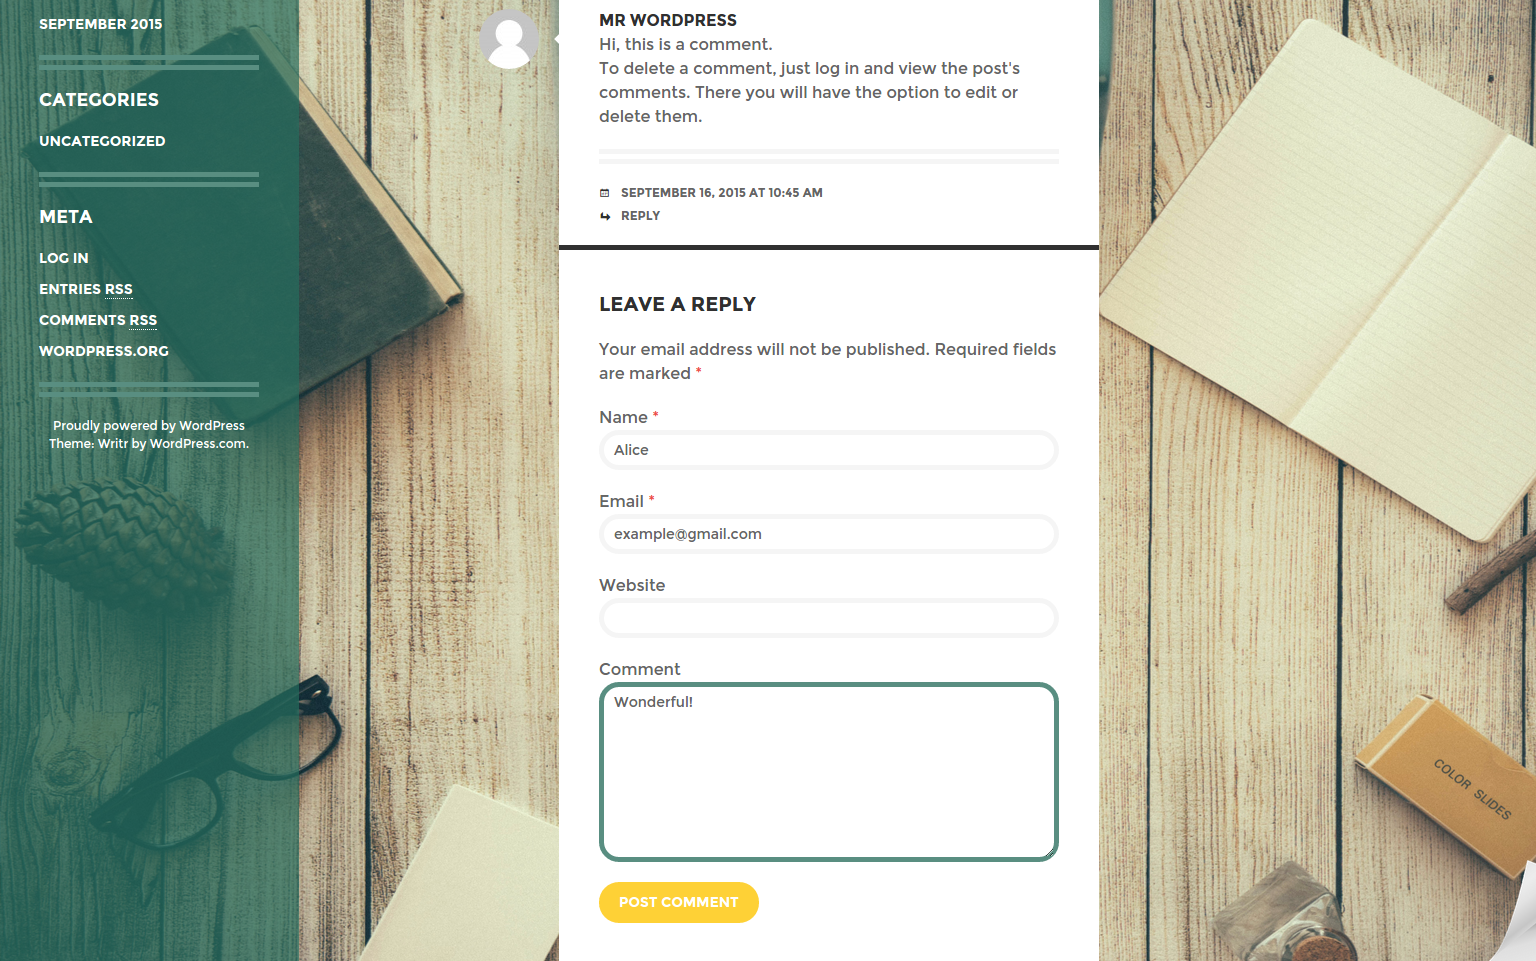 SEPTEMBER 2015
CATEGORIES
UNCATEGORIZED
META
LOG IN
ENTRIES RSS
COMMENTS RSS
WORDPRESS.ORG
Proudly powered by WordPress
Theme: Writr by WordPress.com.
MR WORDPRESS
Hi, this is a comment.
To delete a comment, just log in and view the post's
comments. There you will have the option to edit or
delete them.
SEPTEMBER 16, 2015 AT 10:45 AM
REPLY
LEAVE A REPLY
Your email address will not be published. Required fields
are marked *
Name *
Alice
Email *
example@gmail.com
Website
Comment
Wonderful!
POST COMMENT
COLOR SLIDES